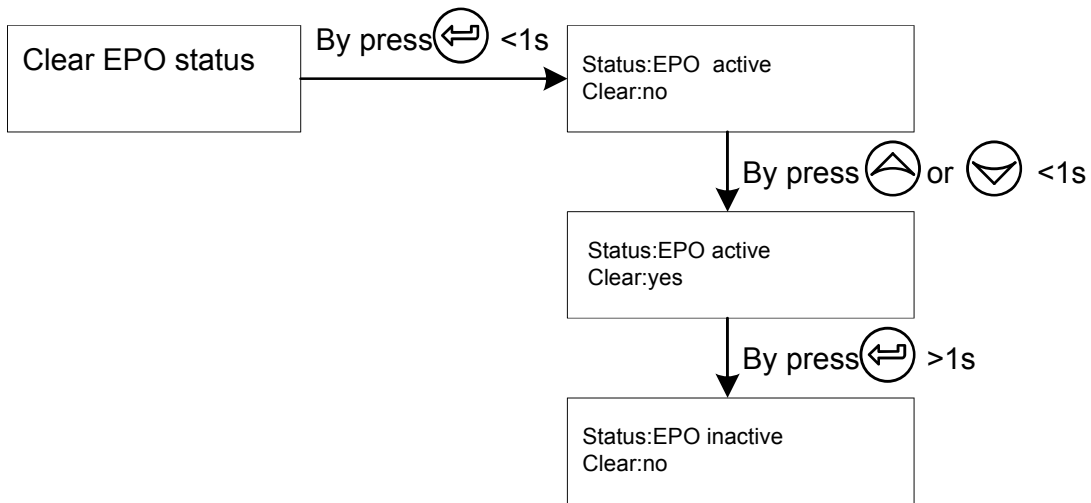 Clear EPO status
By press <1s
Status:EPO active
Clear:no
By press or <1s
Status:EPO active
Clear:yes
By press >1s
Status:EPO inactive
Clear:no